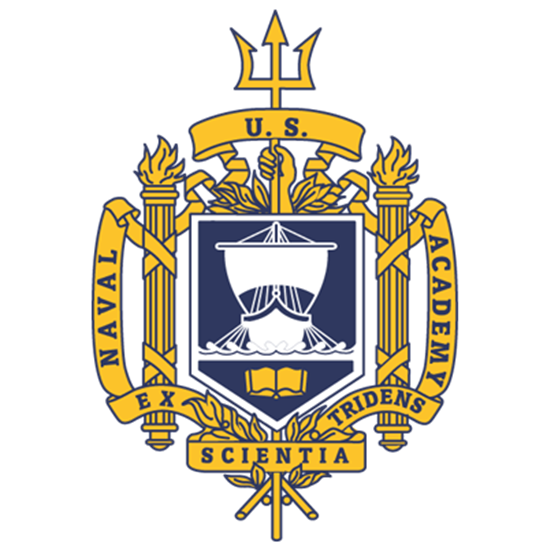 U. S.
NAVAL
ACADEMY
EX
SCIENTIA
TRIDENS